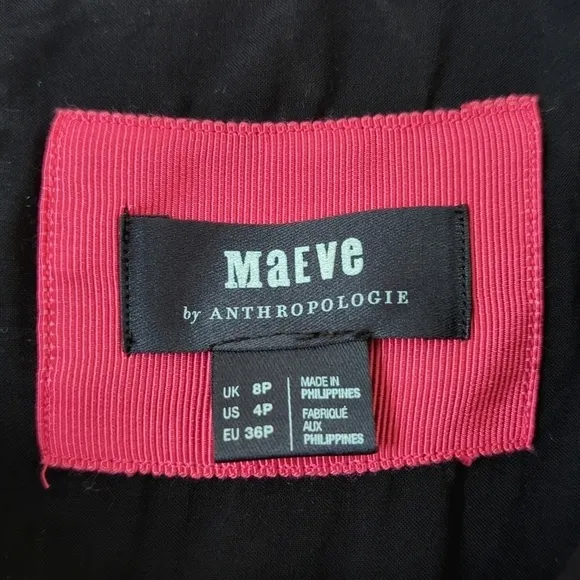 MaEVe
by ANTHROPOLOGIE
UK 8P
US 4P
EU 36P
MADE IN
PHILIPPINES
FABRIQUÉ
AUX
PHILIPPINES